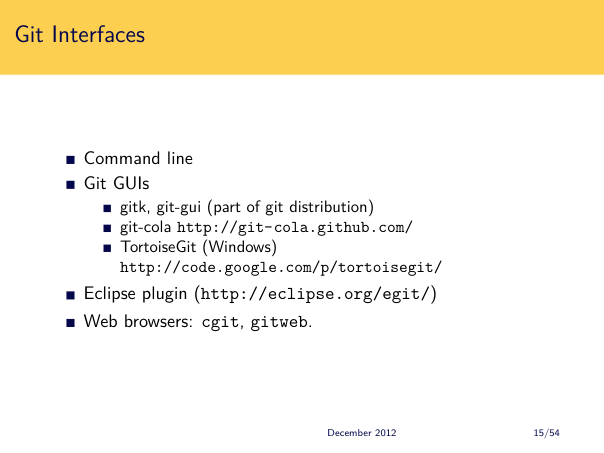 Git Interfaces
Command line
Git GUIs
gitk, git-gui (part of git distribution)
git-cola http://git-cola.github.com/
TortoiseGit (Windows)
http://code.google.com/p/tortoisegit/
Eclipse plugin (http://eclipse.org/egit/)
Web browsers: cgit, gitweb.
December 2012 15/54